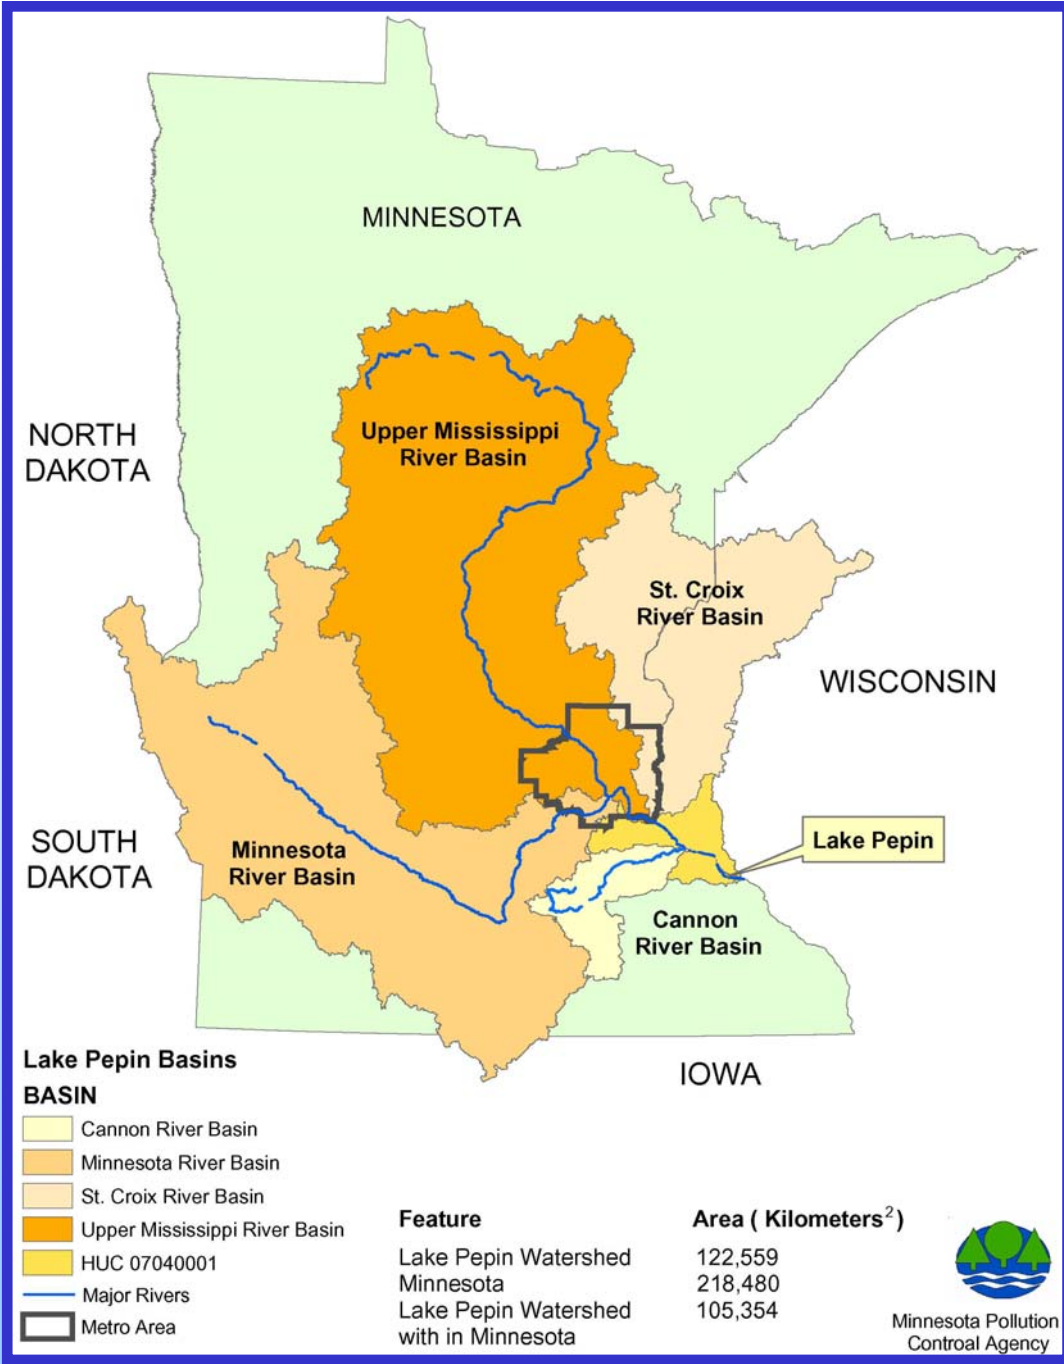 MINNESOTA
NORTH
DAKOTA
Upper Mississippi
River Basin
St. Croix
River Basin
WISCONSIN
SOUTH
DAKOTA
Minnesota
River Basin
Lake Pepin
Cannon
River Basin
IOWA
Lake Pepin Basins
BASIN
Cannon River Basin
Minnesota River Basin
St. Croix River Basin
Upper Mississippi River Basin
HUC 07040001
Major Rivers
Metro Area
Feature Area ( Kilometers²)
Lake Pepin Watershed 122,559
Minnesota 218,480
Lake Pepin Watershed 105,354
with in Minnesota
Minnesota Pollution
Controal Agency